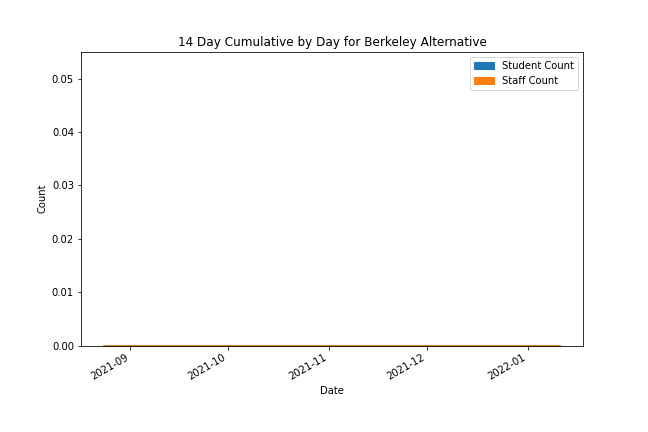 14 Day Cumulative by Day for Berkeley Alternative
Student Count
Staff Count
0.05
0.04
0.03
0.02
0.01
0.00
Count
2021-09
2021-10
2021-11
2021-12
2022-01
Date